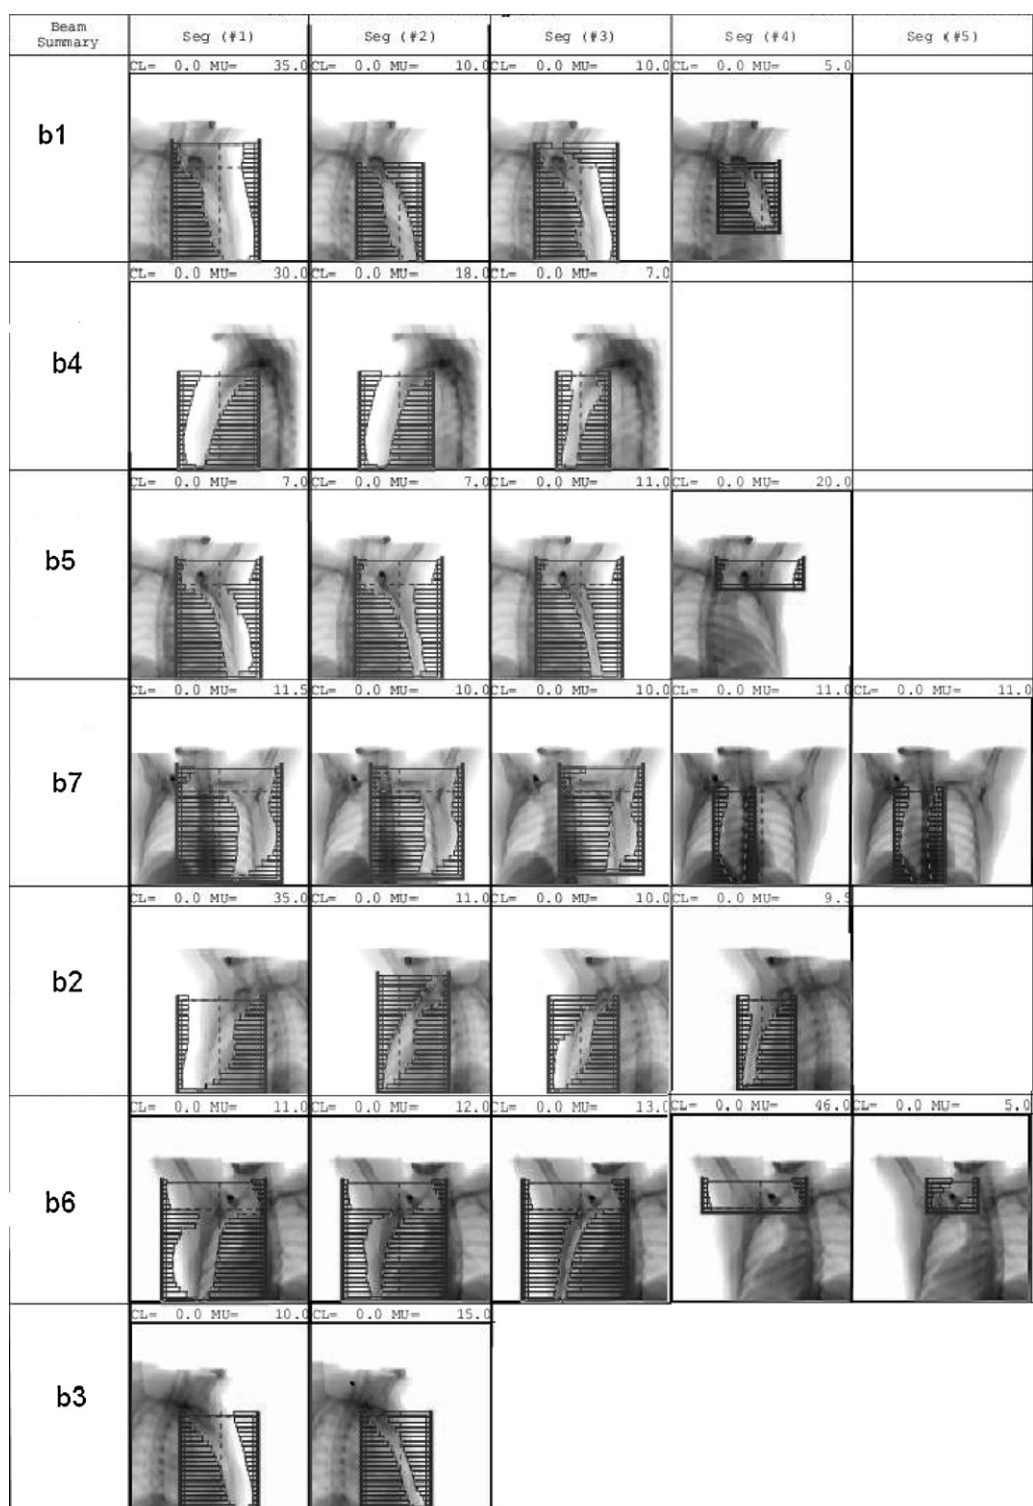 Beam Summary Seg (#1) Seg (#2) Seg (#3) Seg (#4) Seg (#5)
CL= 0.0 MU= 35.0 CL= 0.0 MU= 10.0 CL= 0.0 MU= 10.0 CL= 0.0 MU= 5.0
b1
CL= 0.0 MU= 30.0 CL= 0.0 MU= 18.0 CL= 0.0 MU= 7.0
b4
CL= 0.0 MU= 7.0 CL= 0.0 MU= 7.0 CL= 0.0 MU= 11.0 CL= 0.0 MU= 20.0
b5
CL= 0.0 MU= 11.5 CL= 0.0 MU= 10.0 CL= 0.0 MU= 10.0 CL= 0.0 MU= 11.0 CL= 0.0 MU= 11.0
b7
CL= 0.0 MU= 35.0 CL= 0.0 MU= 11.0 CL= 0.0 MU= 10.0 CL= 0.0 MU= 9.5
b2
CL= 0.0 MU= 11.0 CL= 0.0 MU= 12.0 CL= 0.0 MU= 13.0 CL= 0.0 MU= 46.0 CL= 0.0 MU= 5.0
b6
CL= 0.0 MU= 10.0 CL= 0.0 MU= 15.0
b3